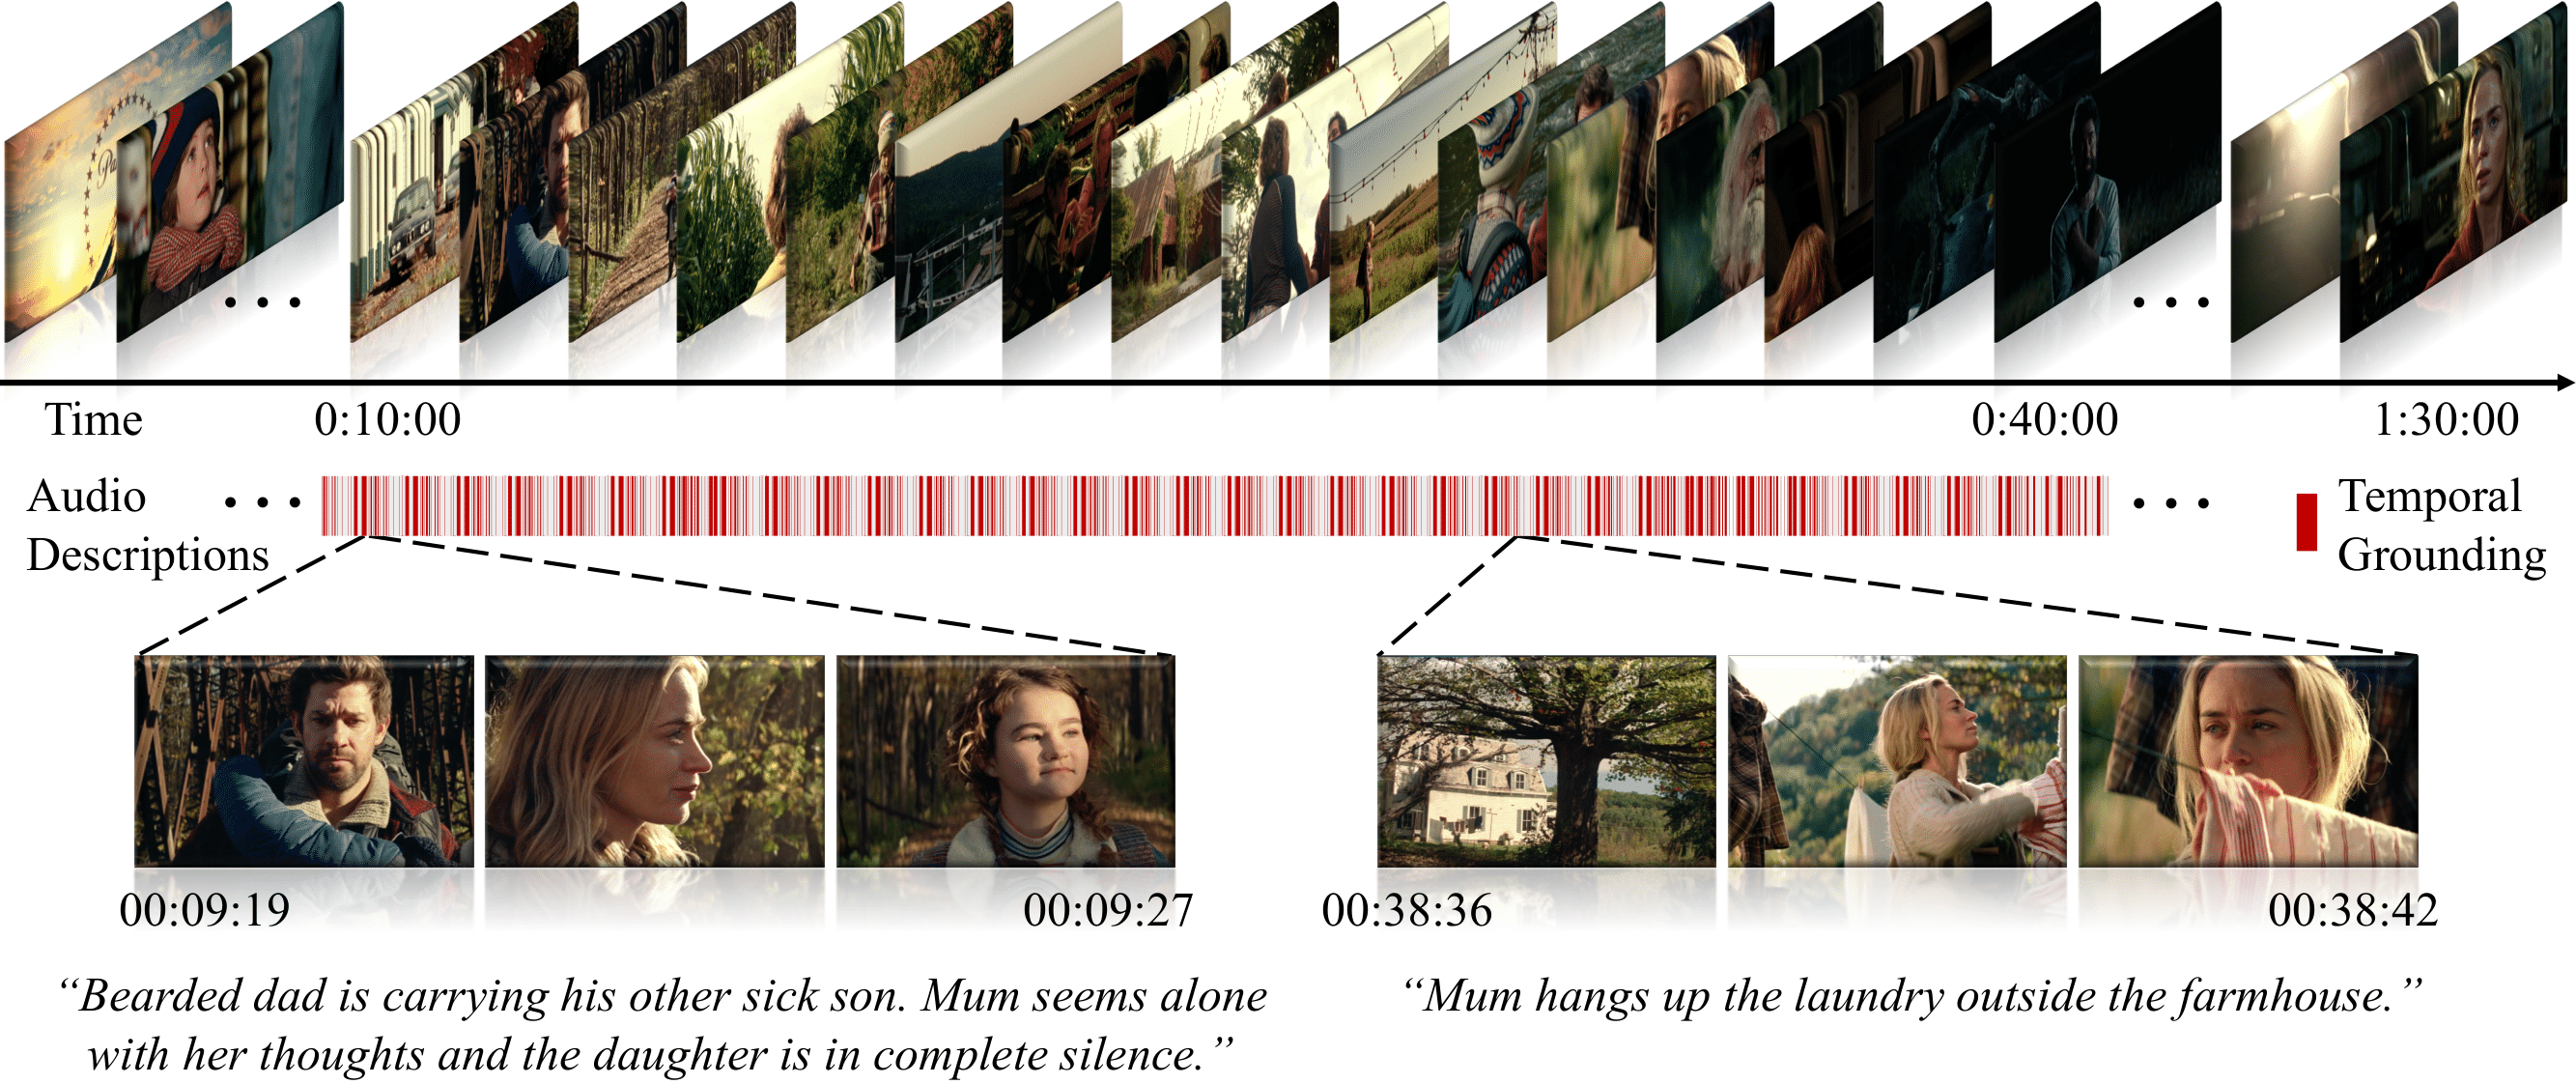 Time
0:10:00
0:40:00
1:30:00
Audio
Descriptions
Temporal
Grounding
00:09:19
00:09:27
00:38:36
00:38:42
“Bearded dad is carrying his other sick son. Mum seems alone
with her thoughts and the daughter is in complete silence.”
“Mum hangs up the laundry outside the farmhouse.”